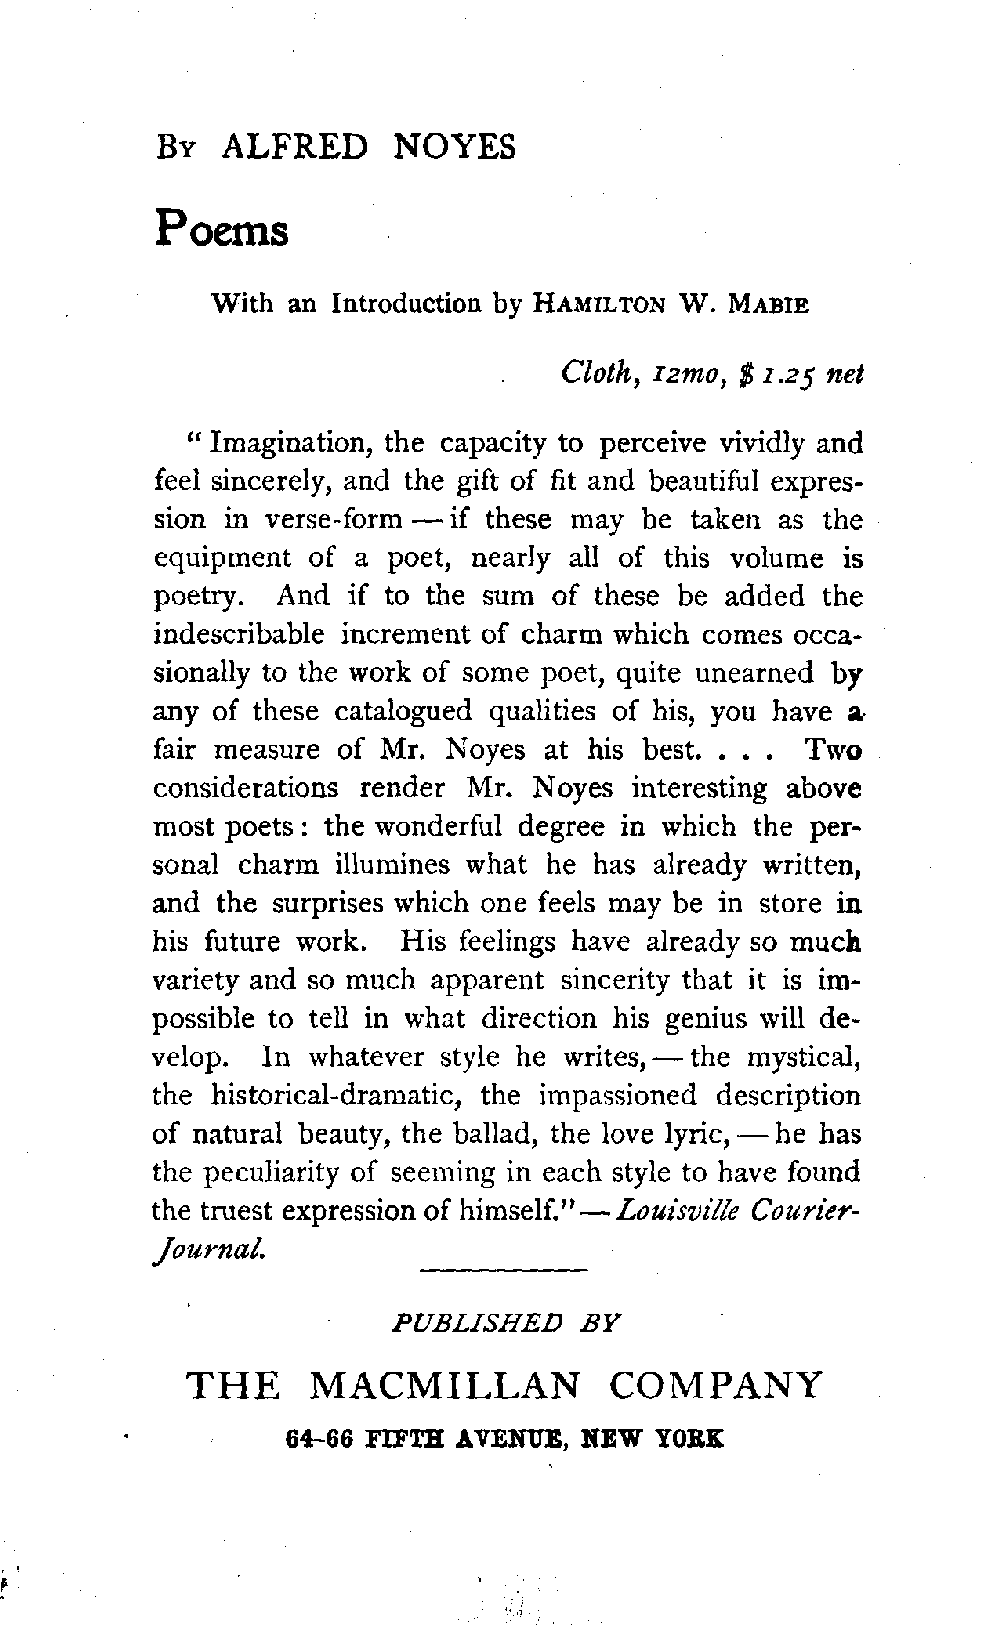 By ALFRED NOYES
Poems
With an Introduction by HAMILTON W. MABIE
Cloth, 12mo, $1.25 net
" Imagination, the capacity to perceive vividly and
feel sincerely, and the gift of fit and beautiful expres-
sion in verse-form — if these may be taken as the
equipment of a poet, nearly all of this volume is
poetry. And if to the sum of these be added the
indescribable increment of charm which comes occa-
sionally to the work of some poet, quite unearned by
any of these catalogued qualities of his, you have a
fair measure of Mr. Noyes at his best. . . . Two
considerations render Mr. Noyes interesting above
most poets: the wonderful degree in which the per-
sonal charm illumines what he has already written,
and the surprises which one feels may be in store in
his future work. His feelings have already so much
variety and so much apparent sincerity that it is im-
possible to tell in what direction his genius will de-
velop. In whatever style he writes, — the mystical,
the historical-dramatic, the impassioned description
of natural beauty, the ballad, the love lyric, — he has
the peculiarity of seeming in each style to have found
the truest expression of himself." — Louisville Courier-
Journal.
PUBLISHED BY
THE MACMILLAN COMPANY
64-66 FIFTH AVENUE, NEW YORK